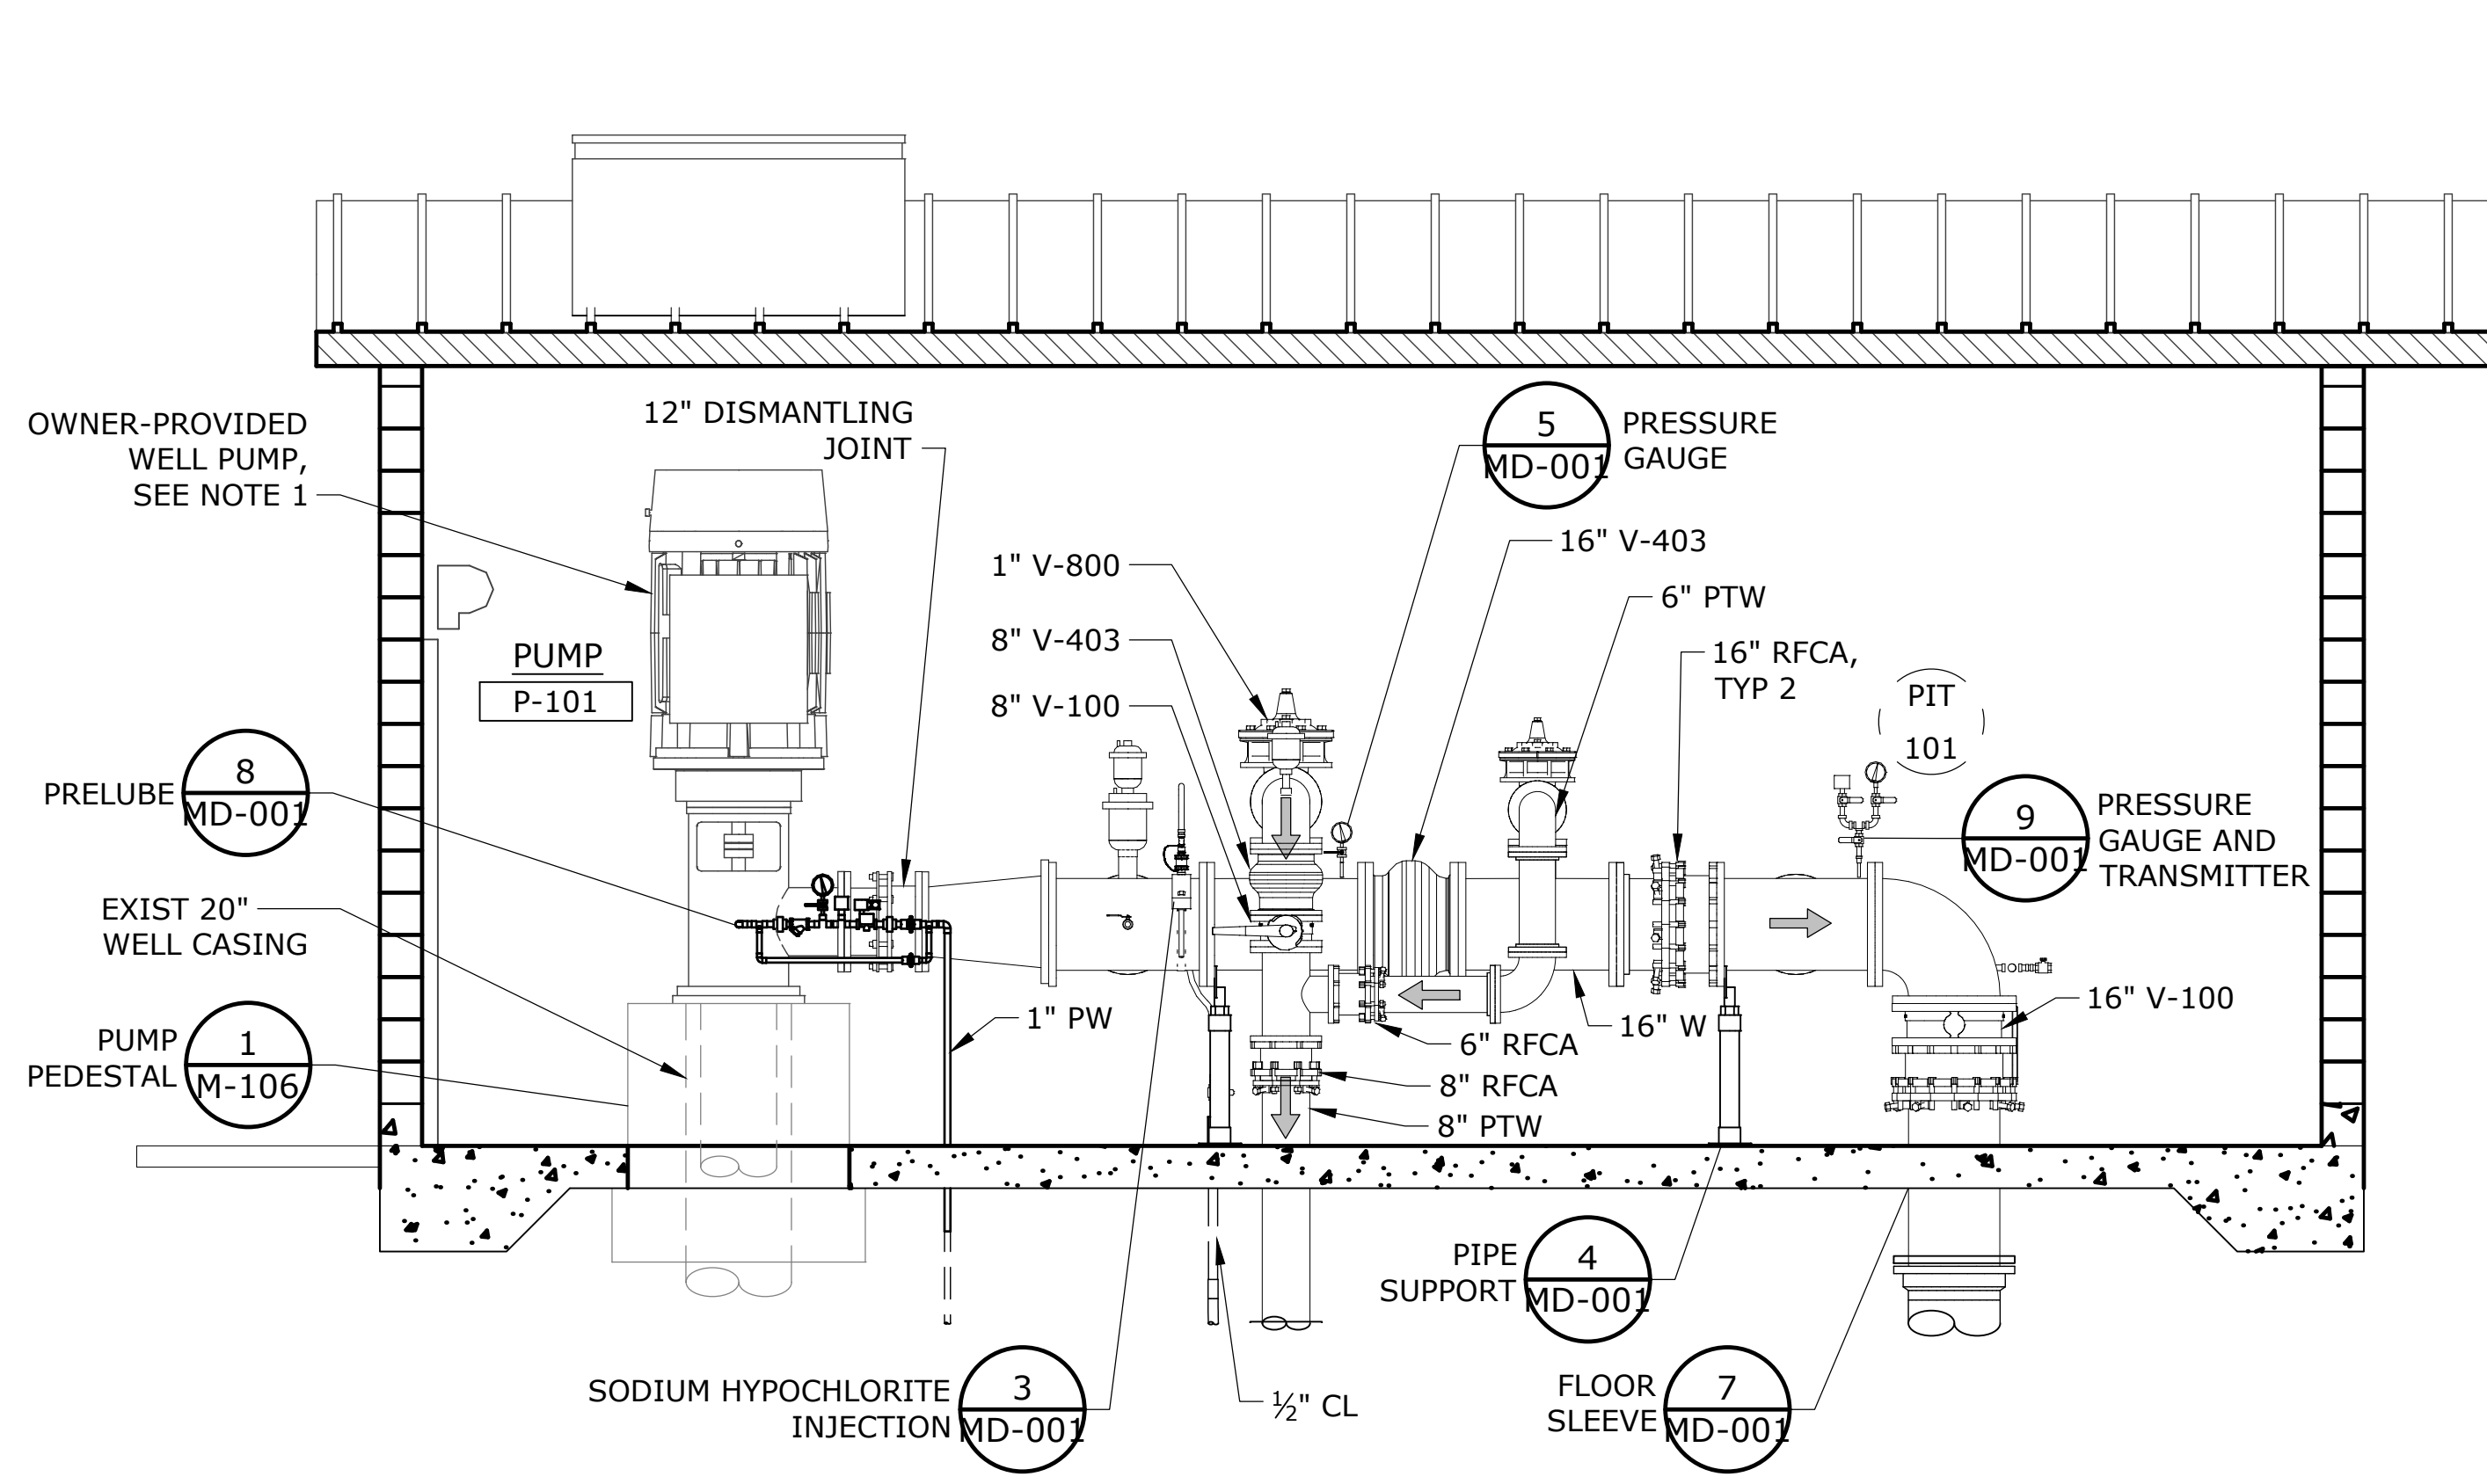 OWNER-PROVIDED
WELL PUMP,
SEE NOTE 1
12" DISMANTLING
JOINT
5
MD-001
PRESSURE
GAUGE
16" V-403
1" V-800
6" PTW
8" V-403
16" RFCA,
TYP 2
PUMP
P-101
8" V-100
PIT
101
PRELUBE
8
MD-001
9
MD-001
PRESSURE
GAUGE AND
TRANSMITTER
EXIST 20"
WELL CASING
16" V-100
1" PW
16" W
PUMP
PEDESTAL
1
M-106
6" RFCA
8" RFCA
8" PTW
PIPE
SUPPORT
4
MD-001
SODIUM HYPOCHLORITE
INJECTION
3
MD-001
½" CL
FLOOR
SLEEVE
7
MD-001